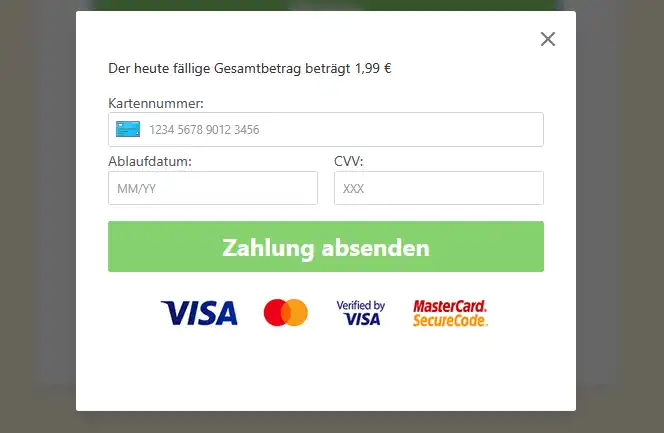 Der heute fällige Gesamtbetrag beträgt 1,99 €
Kartennummer:
1234 5678 9012 3456
Ablaufdatum: CVV:
MM/YY XXX
Zahlung absenden
VISA Verified by VISA MasterCard. SecureCode.